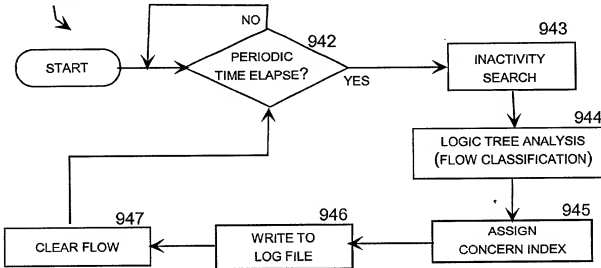 NO
942
943
START
PERIODIC
TIME ELAPSE?
YES
INACTIVITY
SEARCH
944
LOGIC TREE ANALYSIS
(FLOW CLASSIFICATION)
945
ASSIGN
CONCERN INDEX
946
WRITE TO
LOG FILE
947
CLEAR FLOW